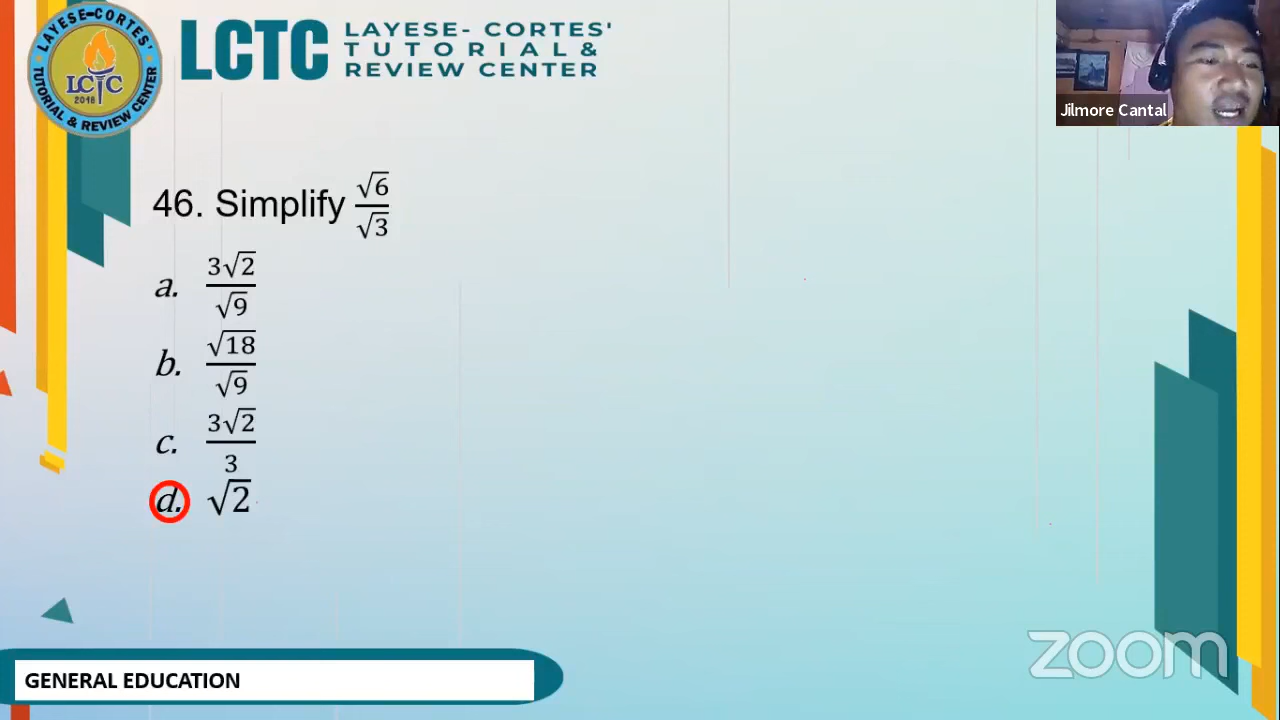 LAYESE-CORTES'
LCTC
2018
TUTORIAL & REVIEW CENTER
LCTC
LAYESE- CORTES'
TUTORIAL &
REVIEW CENTER
Jilmore Cantal
46. Simplify √6/√3
a. 3√2/√9
b. √18/√9
c. 3√2/3
d. √2
zoom
GENERAL EDUCATION